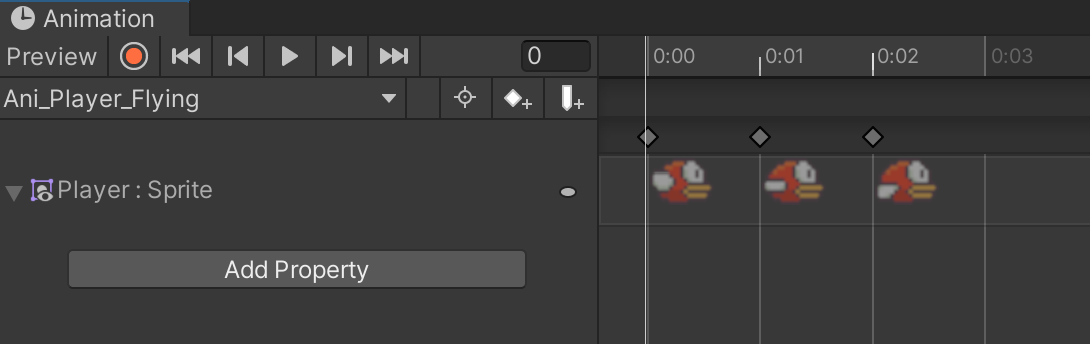 Animation
Preview 0 0:00 0:01 0:02 0:03
Ani_Player_Flying
Player : Sprite
Add Property